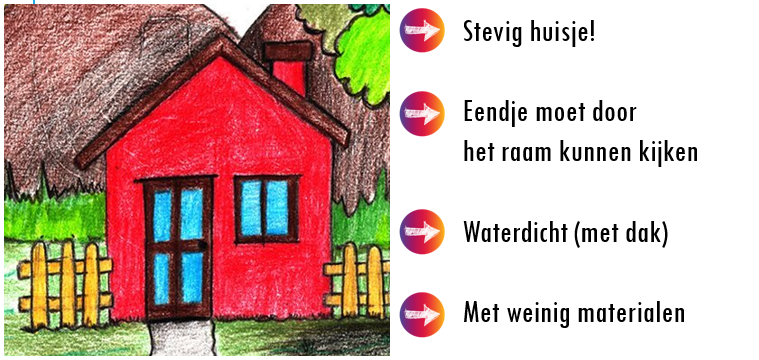 Stevig huisje!
Eendje moet door
het raam kunnen kijken
Waterdicht (met dak)
Met weinig materialen